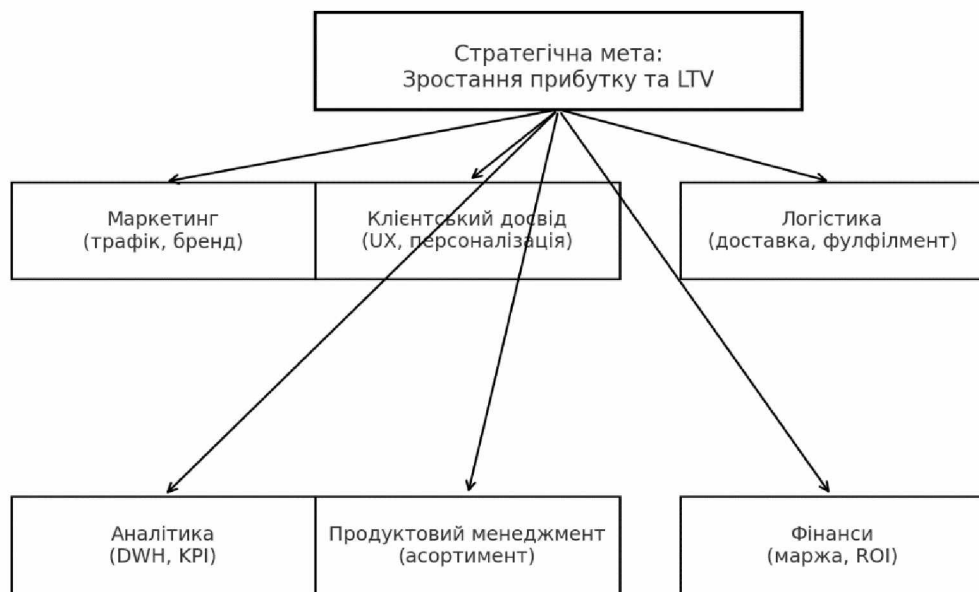 Стратегічна мета:
Зростання прибутку та LTV
Маркетинг
(трафік, бренд)
Клієнтський досвід
(UX, персоналізація)
Логістика
(доставка, фулфілмент)
Аналітика
(DWH, KPI)
Продуктовий менеджмент
(асортимент)
Фінанси
(маржа, ROI)